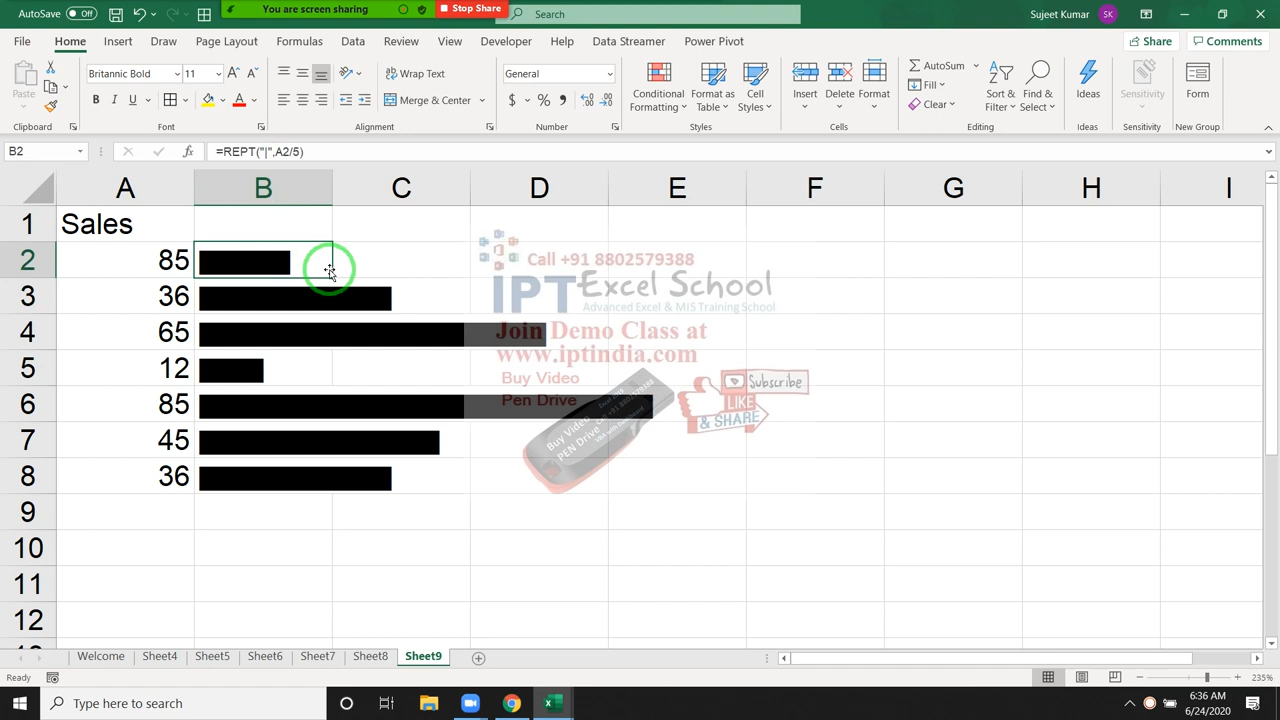 AutoSave Off
You are screen sharing
Stop Share
Search
Sujeet Kumar
SK
File Home Insert Draw Page Layout Formulas Data Review View Developer Help Data Streamer Power Pivot
Share
Comments
Paste
Britannic Bold
11
Wrap Text
Merge & Center
General
Conditional Formatting
Format as Table
Cell Styles
Insert
Delete
Format
AutoSum
Fill
Clear
Sort & Filter
Find & Select
Ideas
Sensitivity
Form
Clipboard
Font
Alignment
Number
Styles
Cells
Editing
Ideas
Sensitivity
New Group
B2
=REPT("|",A2/5)
A B C D E F G H I
1 Sales
2 85
3 36
4 65
5 12
6 85
7 45
8 36
9
10
11
12
Call +91 8802579388
IPT Excel School
Advanced Excel & MIS Training School
Join Demo Class at
www.iptindia.com
Buy Video
Pen Drive
Subscribe
LIKE
& SHARE
Buy Video
PEN Drive
Welcome Sheet4 Sheet5 Sheet6 Sheet7 Sheet8 Sheet9
Ready
235%
Type here to search
6:36 AM
6/24/2020